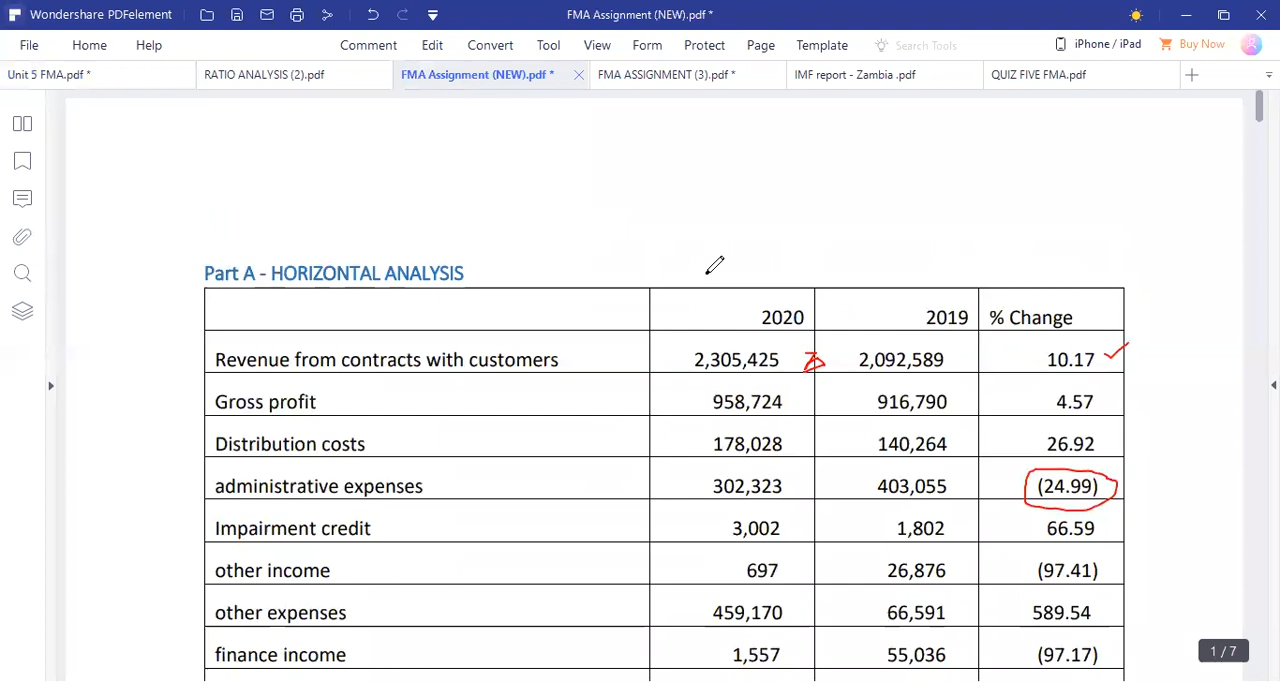 Wondershare PDFelement
FMA Assignment (NEW).pdf *
File Home Help Comment Edit Convert Tool View Form Protect Page Template Search Tools iPhone / iPad Buy Now
Unit 5 FMA.pdf * RATIO ANALYSIS (2).pdf FMA Assignment (NEW).pdf * FMA ASSIGNMENT (3).pdf * IMF report - Zambia .pdf QUIZ FIVE FMA.pdf
Part A - HORIZONTAL ANALYSIS
2020 2019 % Change
Revenue from contracts with customers 2,305,425 2,092,589 10.17
Gross profit 958,724 916,790 4.57
Distribution costs 178,028 140,264 26.92
administrative expenses 302,323 403,055 (24.99)
Impairment credit 3,002 1,802 66.59
other income 697 26,876 (97.41)
other expenses 459,170 66,591 589.54
finance income 1,557 55,036 (97.17)
1 / 7